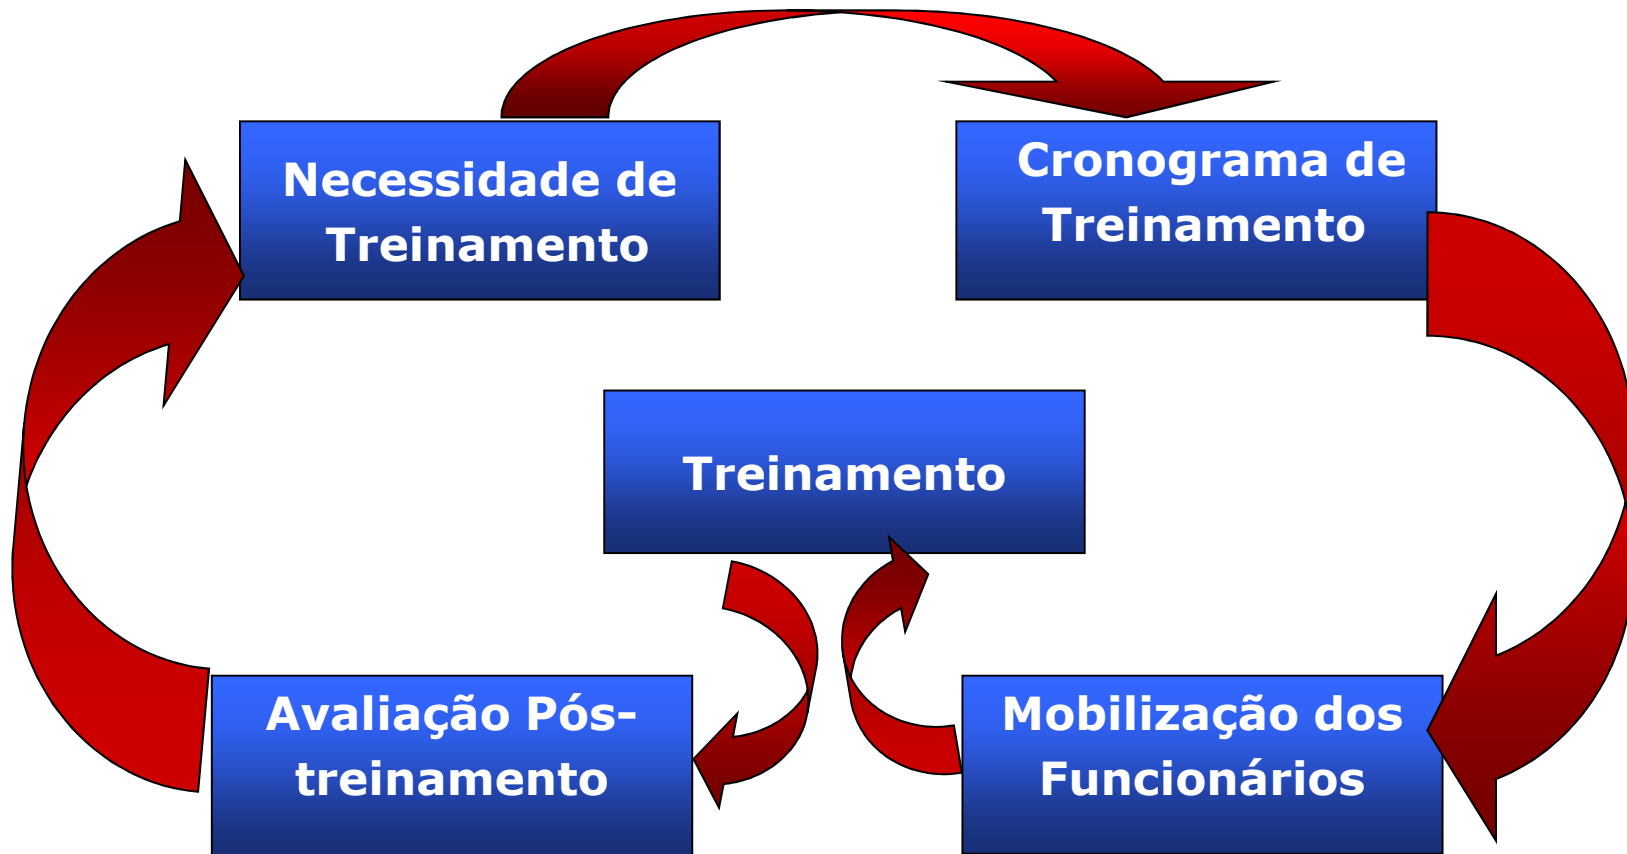 Necessidade de
Treinamento
Cronograma de
Treinamento
Treinamento
Avaliação Pós-
treinamento
Mobilização dos
Funcionários